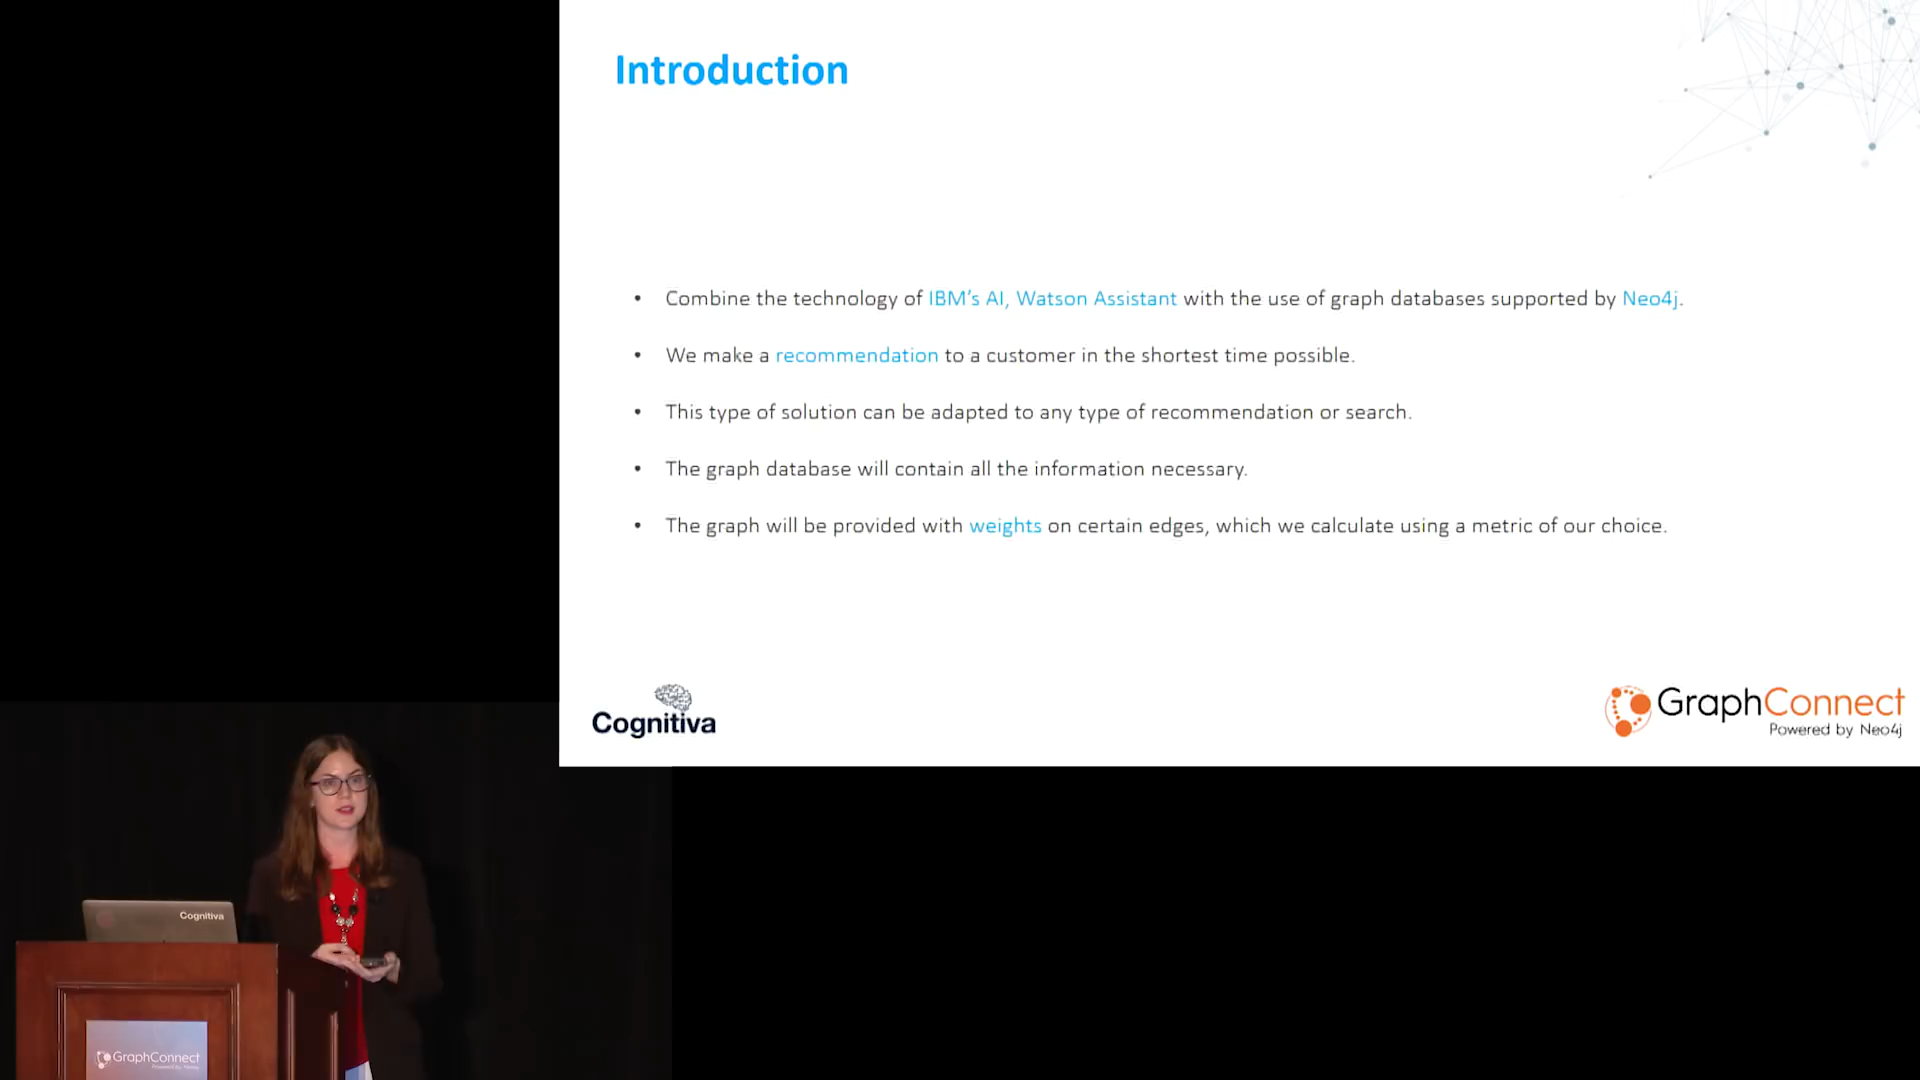 Introduction
• Combine the technology of IBM's AI, Watson Assistant with the use of graph databases supported by Neo4j.
• We make a recommendation to a customer in the shortest time possible.
• This type of solution can be adapted to any type of recommendation or search.
• The graph database will contain all the information necessary.
• The graph will be provided with weights on certain edges, which we calculate using a metric of our choice.
Cognitiva
GraphConnect
Powered by Neo4j
Cognitiva
GraphConnect
Powered by Neo4j